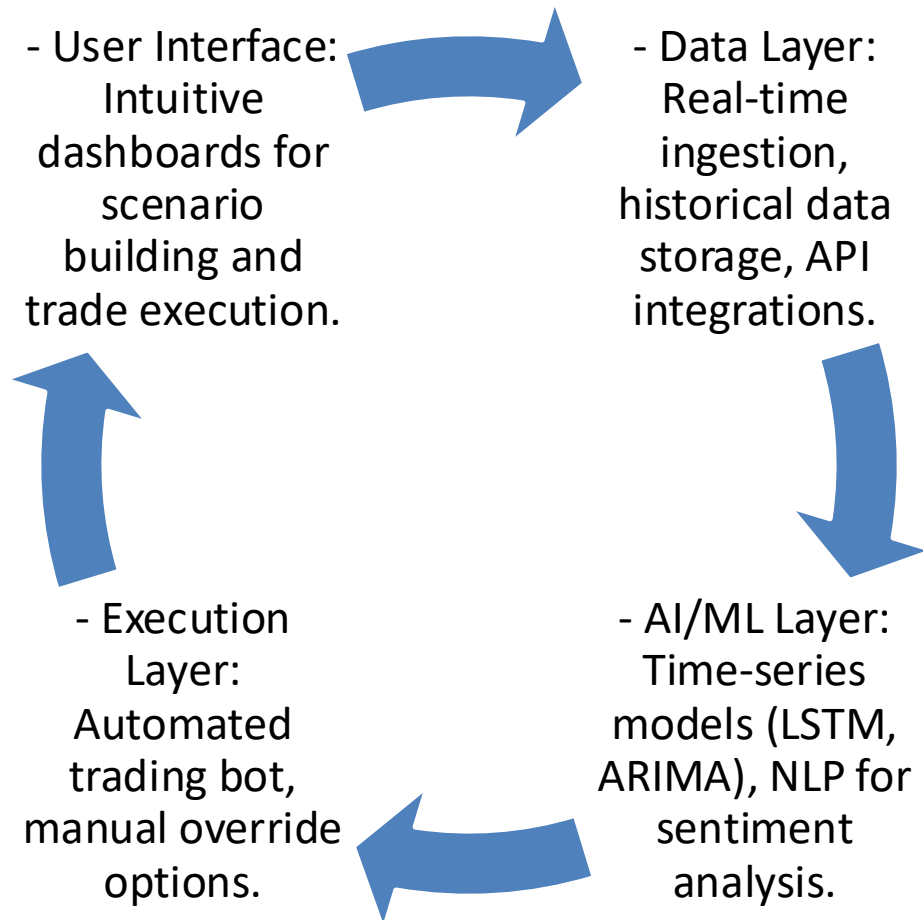 - User Interface:
Intuitive
dashboards for
scenario
building and
trade execution.
- Data Layer:
Real-time
ingestion,
historical data
storage, API
integrations.
- AI/ML Layer:
Time-series
models (LSTM,
ARIMA), NLP for
sentiment
analysis.
- Execution
Layer:
Automated
trading bot,
manual override
options.